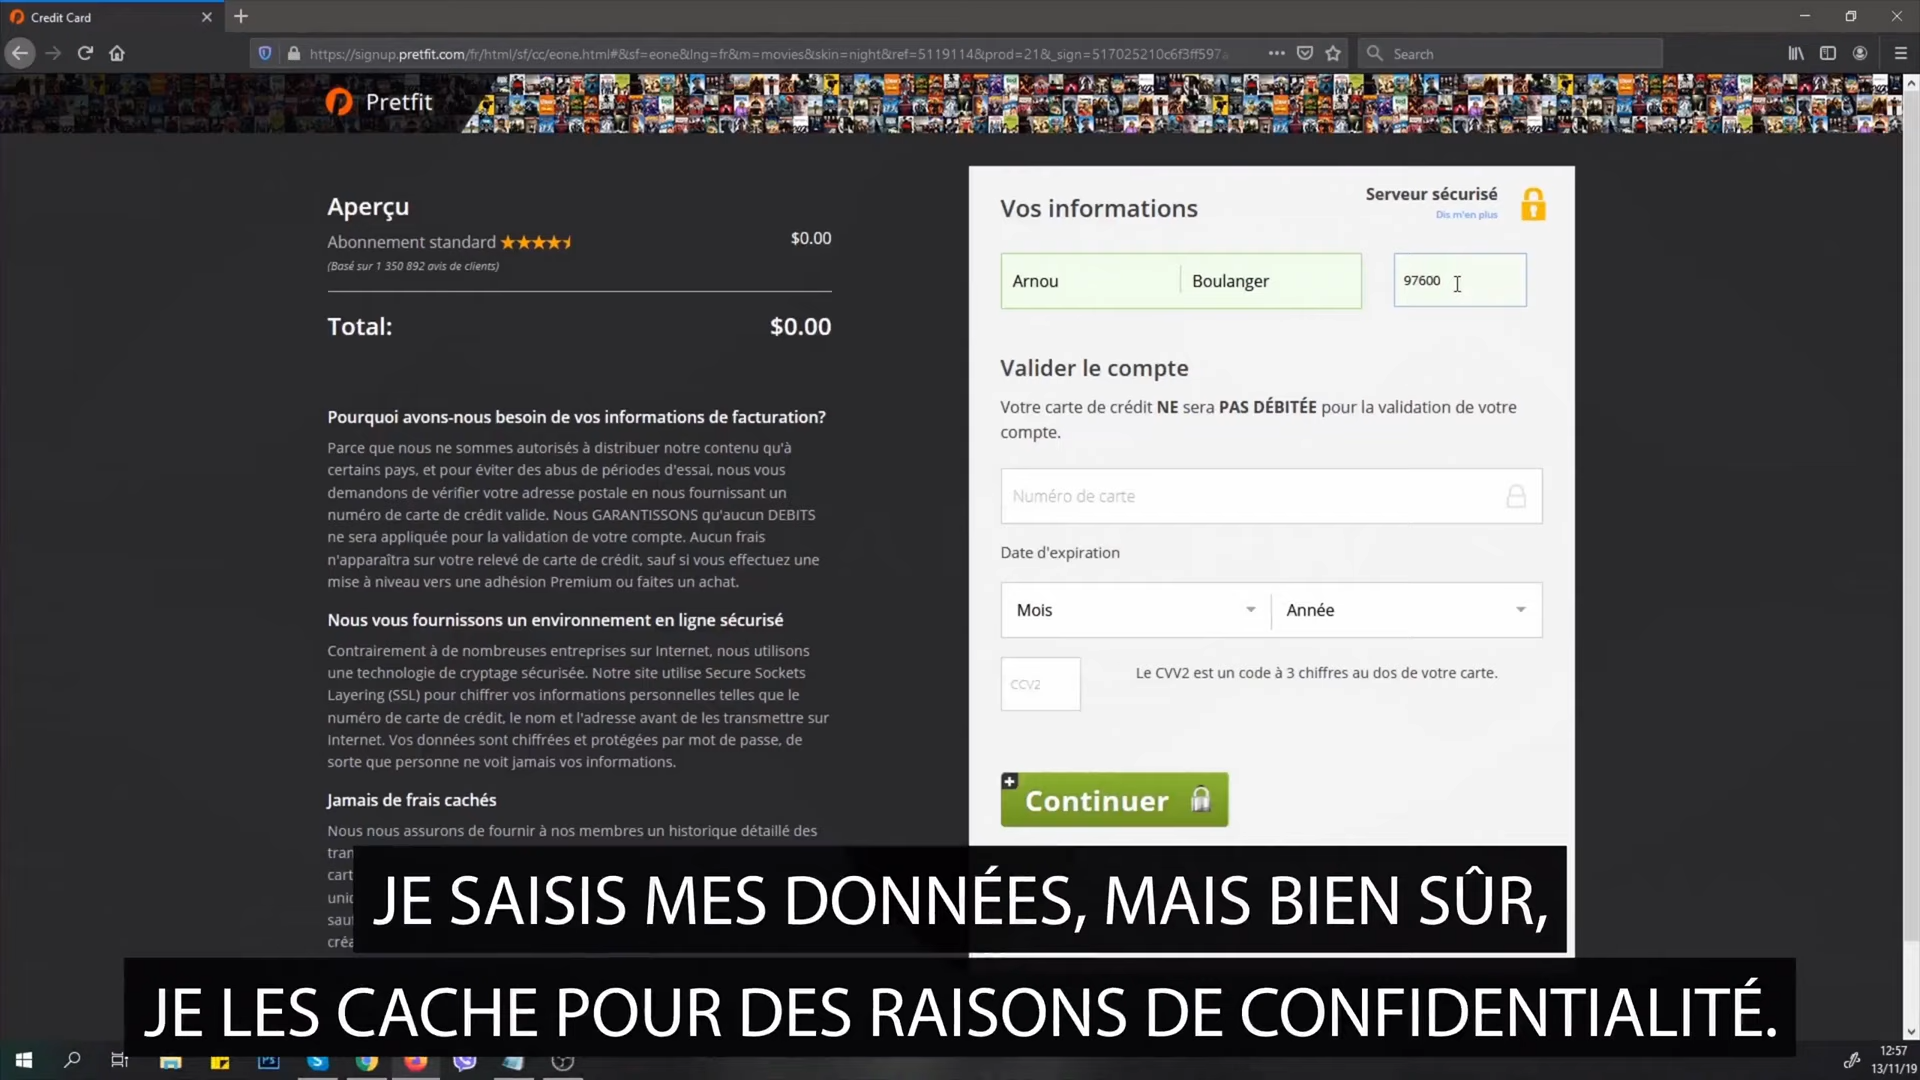 Credit Card
https://signup.pretfit.com/fr/html/sf/cc/eone.html#&sf=eone&lng=fr&m=movies&skin=night&ref=5119114&prod=21&_sign=517025210c6f3ff597
Search
Pretfit
Aperçu
Abonnement standard
$0.00
(Basé sur 1 350 892 avis de clients)
Total:
$0.00
Pourquoi avons-nous besoin de vos informations de facturation?
Parce que nous ne sommes autorisés à distribuer notre contenu qu'à
certains pays, et pour éviter des abus de périodes d'essai, nous vous
demandons de vérifier votre adresse postale en nous fournissant un
numéro de carte de crédit valide. Nous GARANTISSONS qu'aucun DEBITS
ne sera appliquée pour la validation de votre compte. Aucun frais
n'apparaîtra sur votre relevé de carte de crédit, sauf si vous effectuez une
mise à niveau vers une adhésion Premium ou faites un achat.
Nous vous fournissons un environnement en ligne sécurisé
Contrairement à de nombreuses entreprises sur Internet, nous utilisons
une technologie de cryptage sécurisée. Notre site utilise Secure Sockets
Layering (SSL) pour chiffrer vos informations personnelles telles que le
numéro de carte de crédit, le nom et l'adresse avant de les transmettre sur
Internet. Vos données sont chiffrées et protégées par mot de passe, de
sorte que personne ne voit jamais vos informations.
Jamais de frais cachés
Nous nous assurons de fournir à nos membres un historique détaillé des
Vos informations
Serveur sécurisé
Dis m'en plus
Arnou
Boulanger
97600
Valider le compte
Votre carte de crédit NE sera PAS DÉBITÉE pour la validation de votre
compte.
Numéro de carte
Date d'expiration
Mois
Année
CCV2
Le CVV2 est un code à 3 chiffres au dos de votre carte.
Continuer
JE SAISIS MES DONNÉES, MAIS BIEN SÛR,
JE LES CACHE POUR DES RAISONS DE CONFIDENTIALITÉ.
12:57
13/11/19